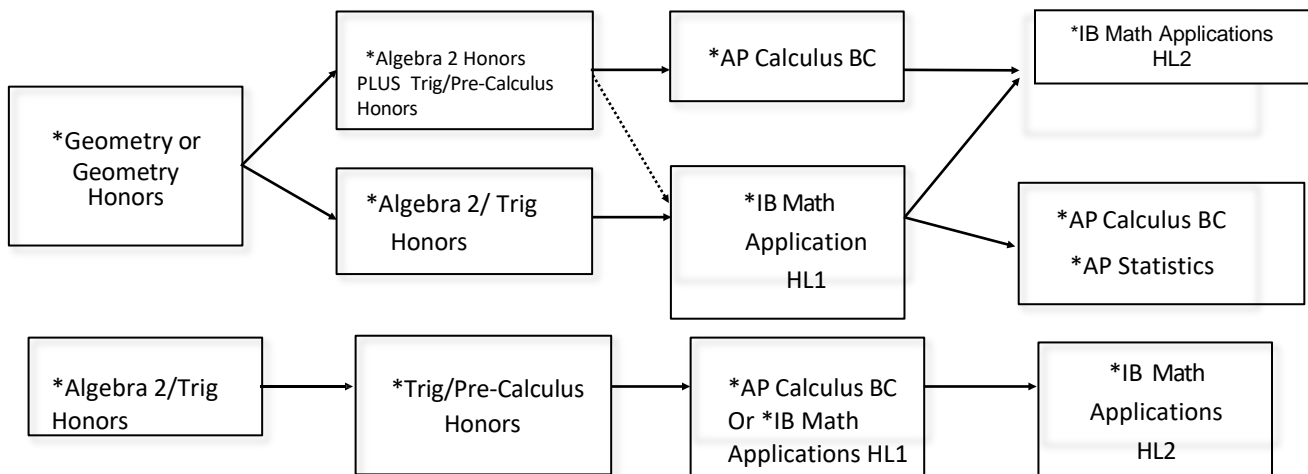 *Geometry or
Geometry
Honors
*Algebra 2 Honors
PLUS Trig/Pre-Calculus
Honors
*Algebra 2/ Trig
Honors
*AP Calculus BC
*IB Math
Application
HL1
*IB Math Applications
HL2
*AP Calculus BC
*AP Statistics
*Algebra 2/Trig
Honors
*Trig/Pre-Calculus
Honors
*AP Calculus BC
Or *IB Math
Applications HL1
*IB Math
Applications
HL2